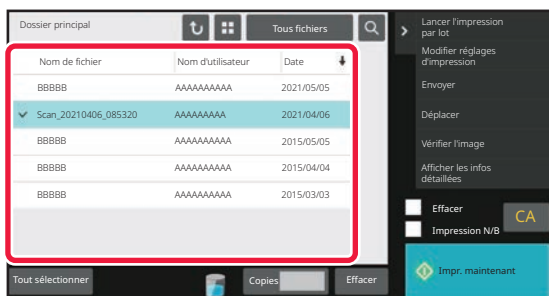 Dossier principal
Tous fichiers
Nom de fichier Nom d'utilisateur Date
BBBBB AAAAAAAAAA 2021/05/05
Scan_20210406_085320 AAAAAAAAA 2021/04/06
BBBBB AAAAAAAAAA 2015/05/05
BBBBB AAAAAAAAAA 2015/04/04
BBBBB AAAAAAAAAA 2015/03/03
Tout sélectionner
Copies
Effacer
Lancer l'impression
par lot
Modifier réglages
d'impression
Envoyer
Déplacer
Vérifier l'image
Afficher les infos
détaillées
Effacer
Impression N/B
CA
Impr. maintenant